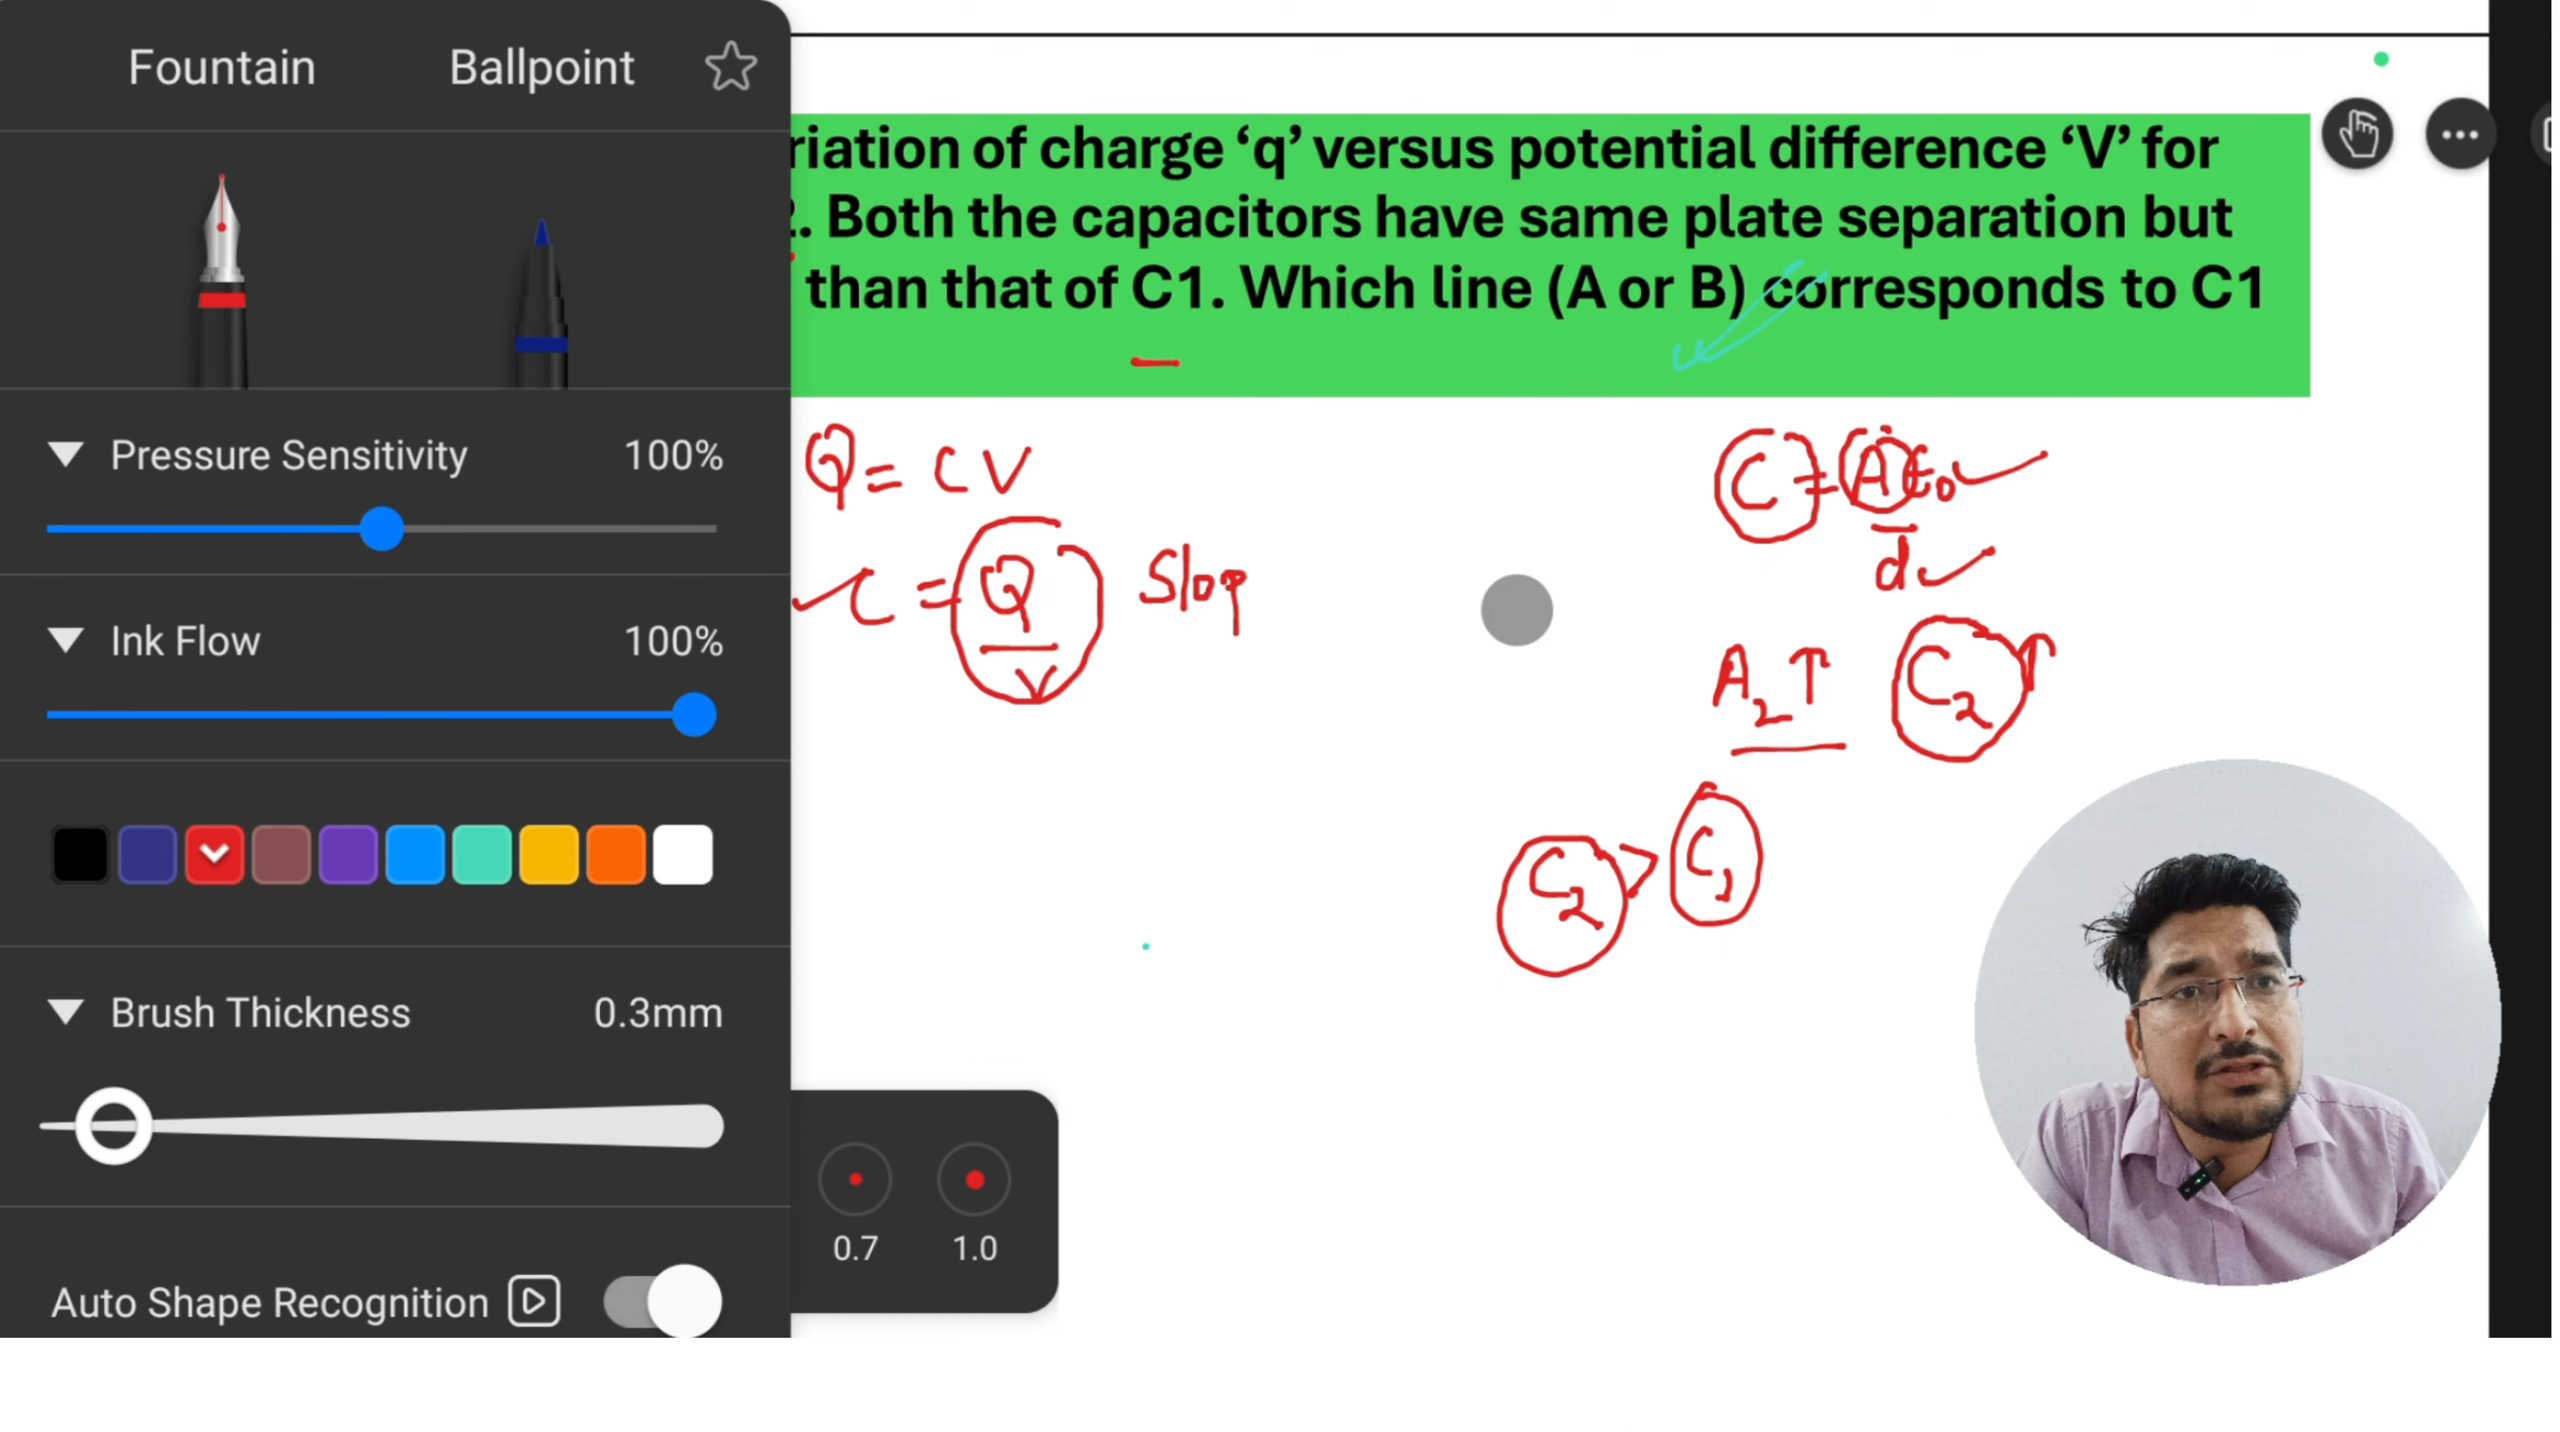 Fountain Ballpoint
Pressure Sensitivity 100%
Ink Flow 100%
Brush Thickness 0.3mm
Auto Shape Recognition
0.7 1.0
riation of charge ‘q’ versus potential difference ‘V’ for
2. Both the capacitors have same plate separation but
than that of C1. Which line (A or B) corresponds to C1
Q = CV
C = Q/V Slop
C = Aε₀/d
A₂↑ C₂↑
C₂ > C₁